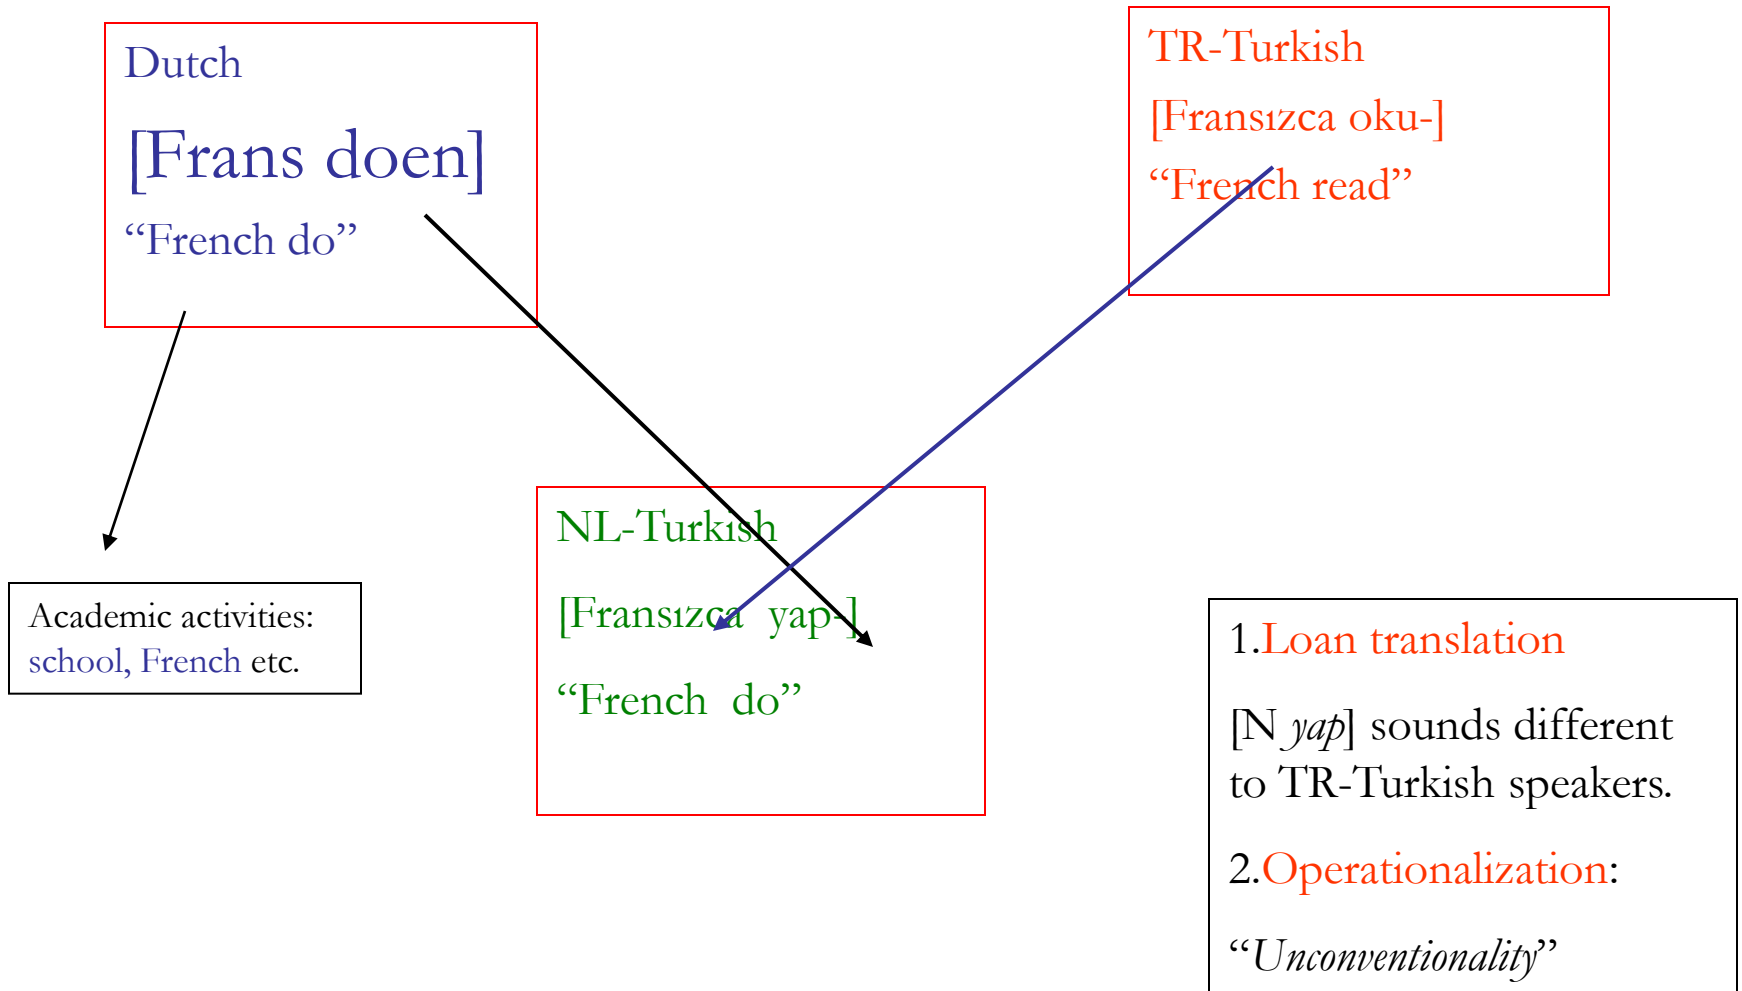 Dutch
[Frans doen]
“French do”
TR-Turkish
[Fransızca oku-]
“French read”
NL-Turkish
[Fransızca yap-]
“French do”
Academic activities:
school, French etc.
1.Loan translation
[N yap] sounds different
to TR-Turkish speakers.
2.Operationalization:
“Unconventionality”